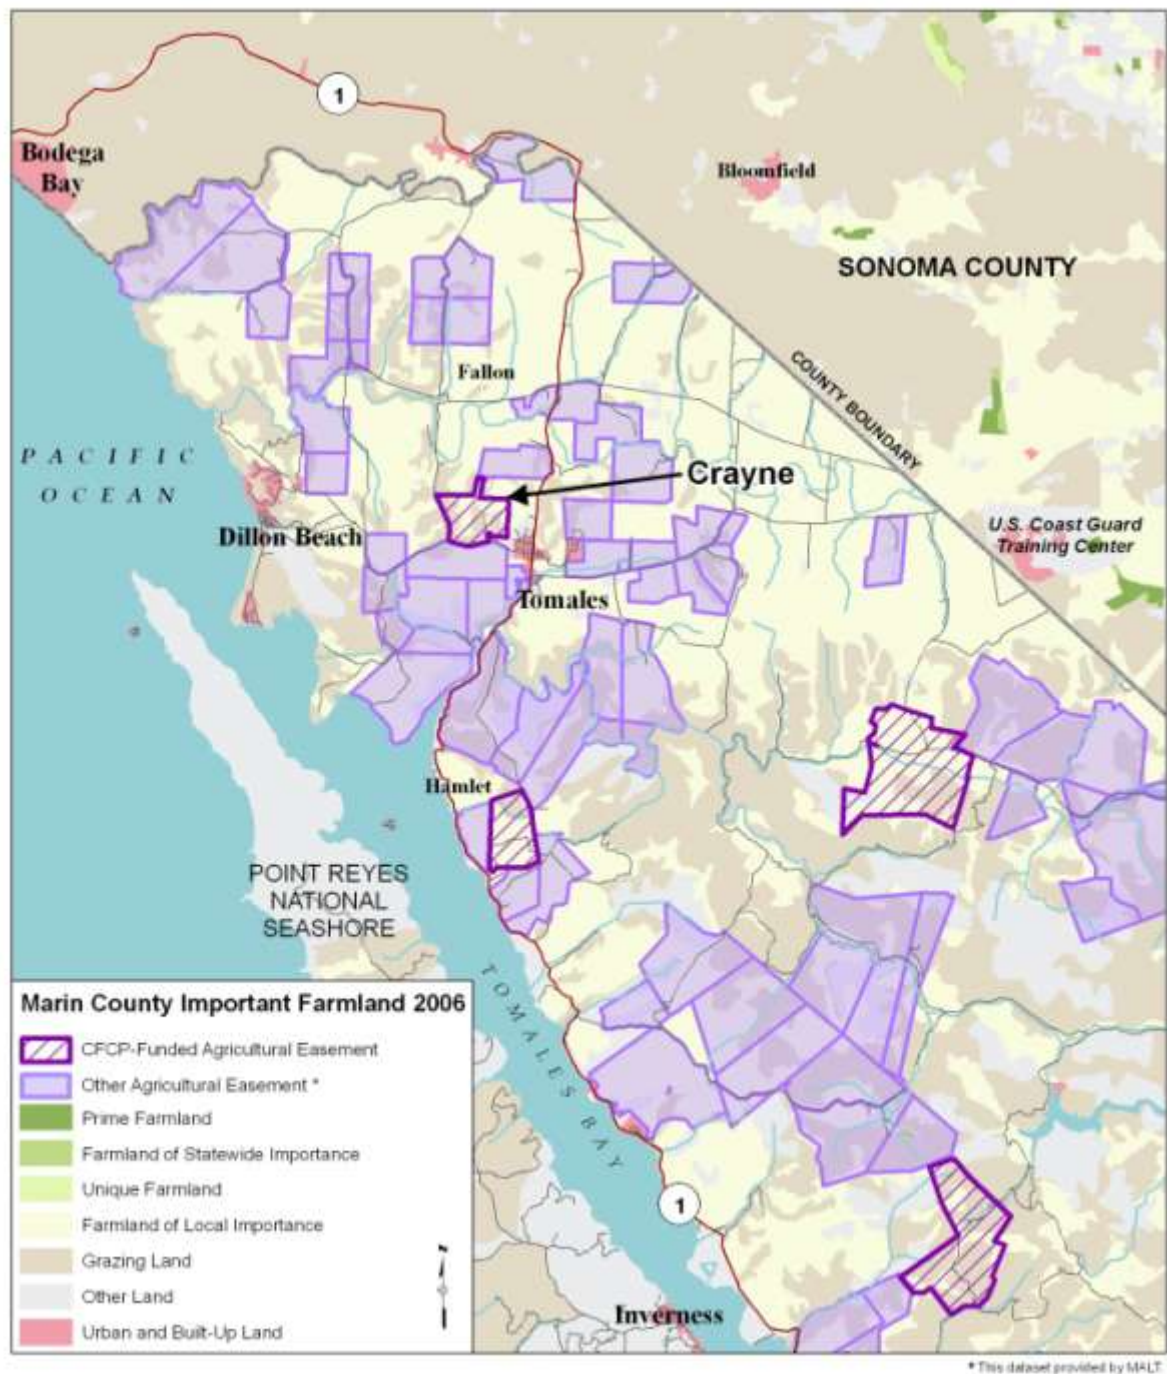 1
Bodega
Bay
Bloomfield
SONOMA COUNTY
COUNTY BOUNDARY
Fallon
PACIFIC
OCEAN
Crayne
Dillon Beach
U.S. Coast Guard
Training Center
Tomales
Hamlet
POINT REYES
NATIONAL
SEASHORE
TOMALES BAY
1
Inverness
Marin County Important Farmland 2006
CFCP-Funded Agricultural Easement
Other Agricultural Easement *
Prime Farmland
Farmland of Statewide Importance
Unique Farmland
Farmland of Local Importance
Grazing Land
Other Land
Urban and Built-Up Land
* This dataset provided by MALT.